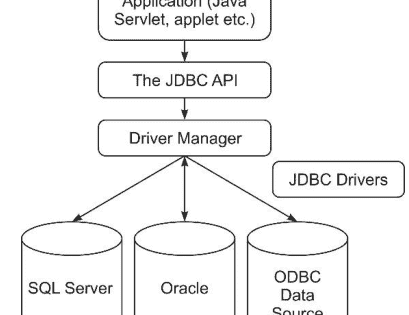 Application (Java
Servlet, applet etc.)
The JDBC API
Driver Manager
JDBC Drivers
SQL Server
Oracle
ODBC
Data
Source